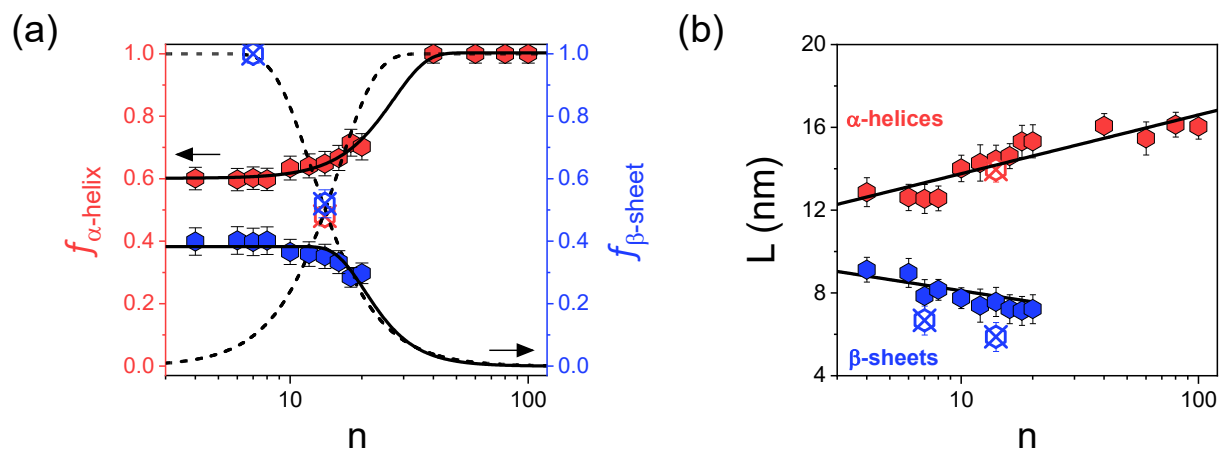 (a)
1.0 1.0
0.8 0.8
0.6 0.6
0.4 0.4
0.2 0.2
0.0 0.0
fα-helix
fβ-sheet
10 100
n
(b)
20
16
12
8
4
L (nm)
α-helices
β-sheets
10 100
n